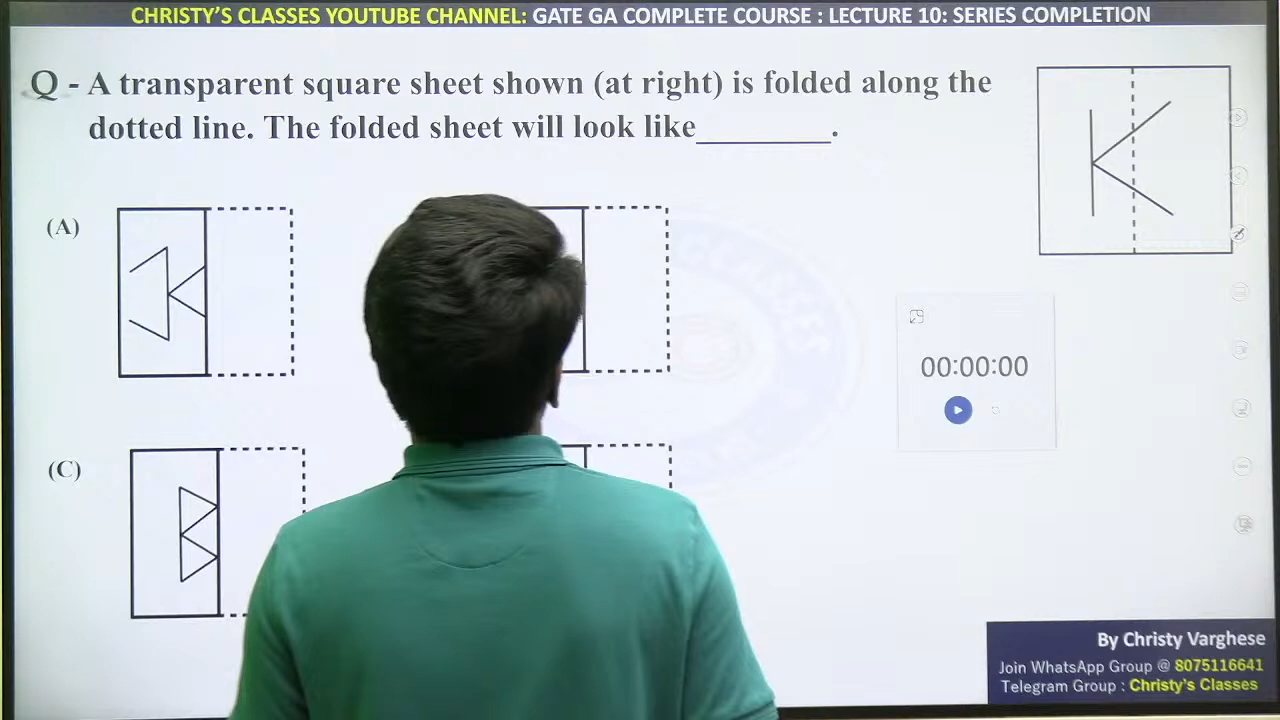 CHRISTY'S CLASSES YOUTUBE CHANNEL: GATE GA COMPLETE COURSE : LECTURE 10: SERIES COMPLETION
Q - A transparent square sheet shown (at right) is folded along the
dotted line. The folded sheet will look like________.
(A)
(C)
00:00:00
By Christy Varghese
Join WhatsApp Group @ 8075116641
Telegram Group : Christy's Classes